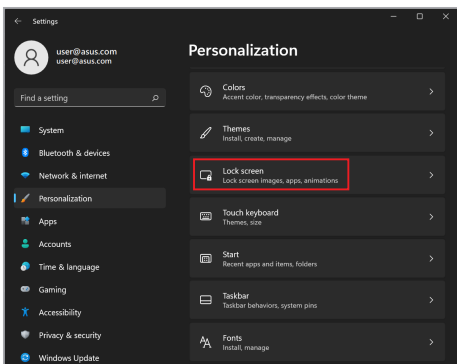 Settings
user@asus.com
user@asus.com
Find a setting
System
Bluetooth & devices
Network & internet
Personalization
Apps
Accounts
Time & language
Gaming
Accessibility
Privacy & security
Windows Update
Personalization
Colors
Accent color, transparency effects, color theme
Themes
Install, create, manage
Lock screen
Lock screen images, apps, animations
Touch keyboard
Themes, size
Start
Recent apps and items, folders
Taskbar
Taskbar behaviors, system pins
Fonts
Install, manage